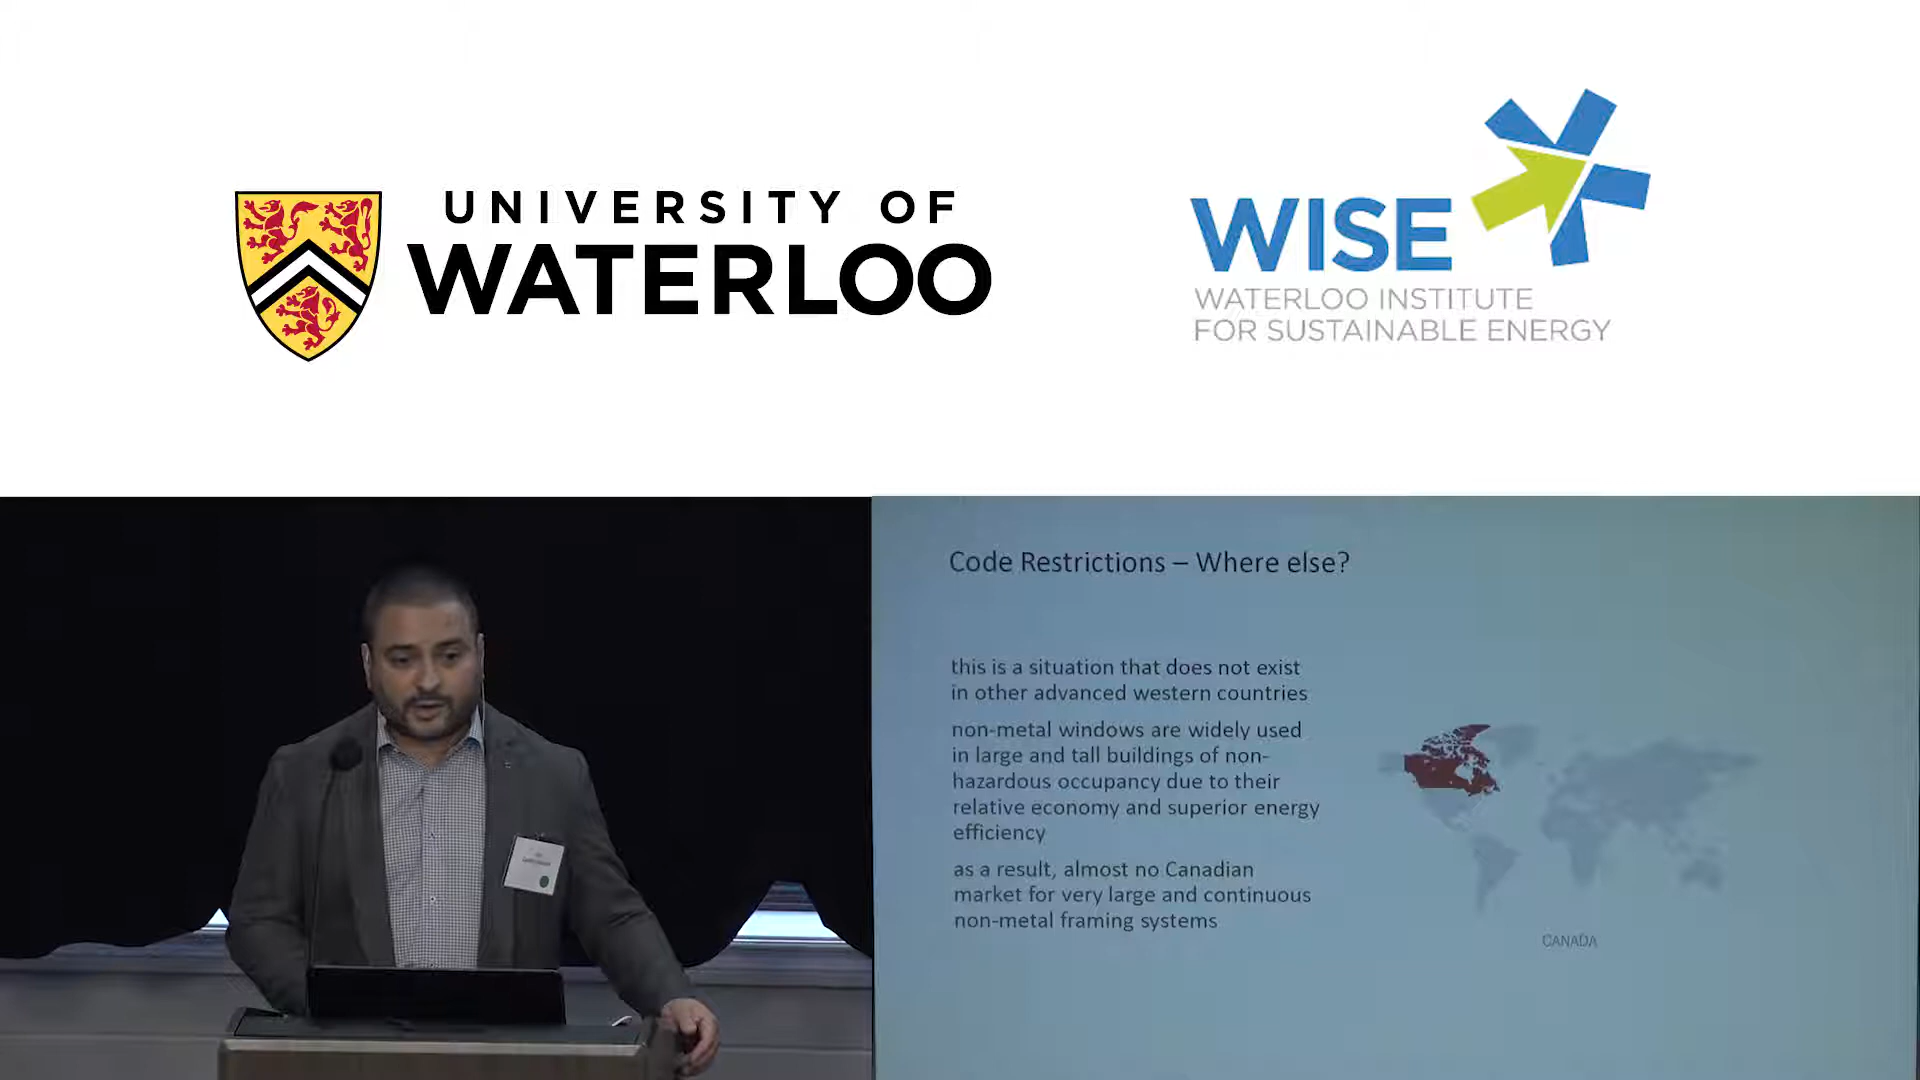 UNIVERSITY OF
WATERLOO
WISE
WATERLOO INSTITUTE
FOR SUSTAINABLE ENERGY
Code Restrictions – Where else?
this is a situation that does not exist
in other advanced western countries
non-metal windows are widely used
in large and tall buildings of non-
hazardous occupancy due to their
relative economy and superior energy
efficiency
as a result, almost no Canadian
market for very large and continuous
non-metal framing systems
CANADA